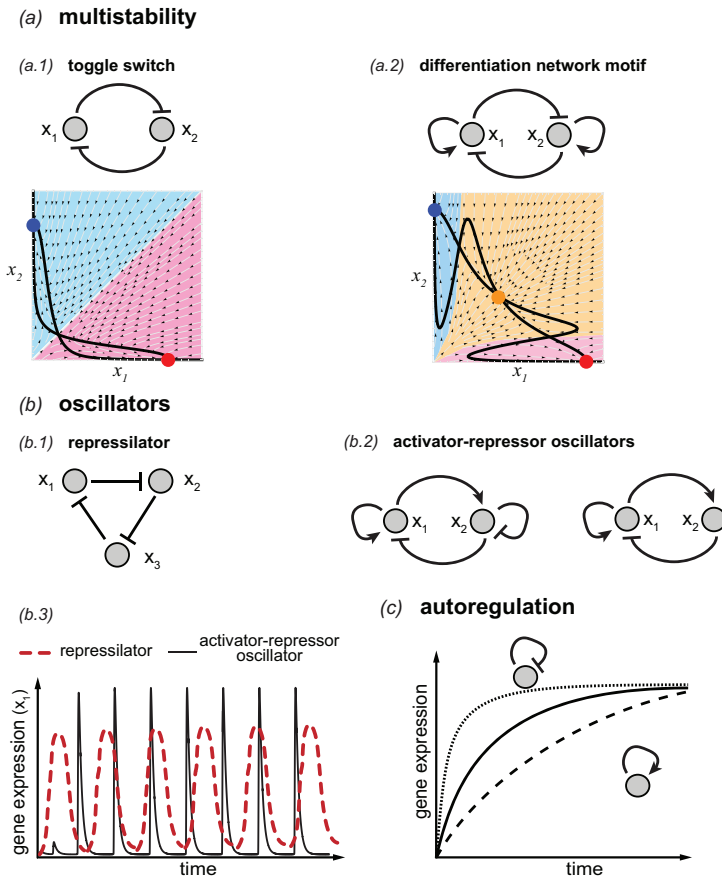 (a) multistability
(a.1) toggle switch
(a.2) differentiation network motif
x1 x2
x1 x2
x2
x1
x2
x1
(b) oscillators
(b.1) repressilator
(b.2) activator-repressor oscillators
x1 x2
x3
x1 x2
x1 x2
(b.3)
repressilator
activator-repressor
oscillator
gene expression (x1)
time
(c) autoregulation
gene expression
time